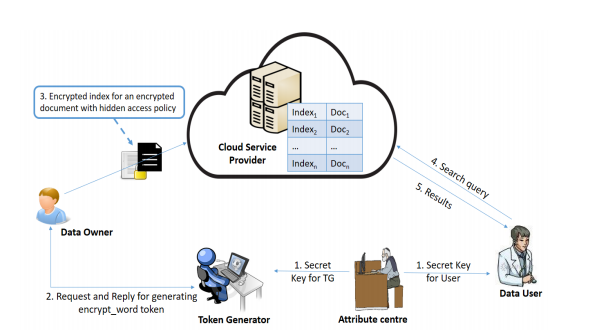 3. Encrypted index for an encrypted
document with hidden access policy
Cloud Service
Provider
Index1 Doc1
Index2 Doc2
... ...
Indexn Docn
4. Search query
5. Results
Data Owner
Data User
1. Secret
Key for TG
1. Secret Key
for User
2. Request and Reply for generating
encrypt_word token
Token Generator
Attribute centre